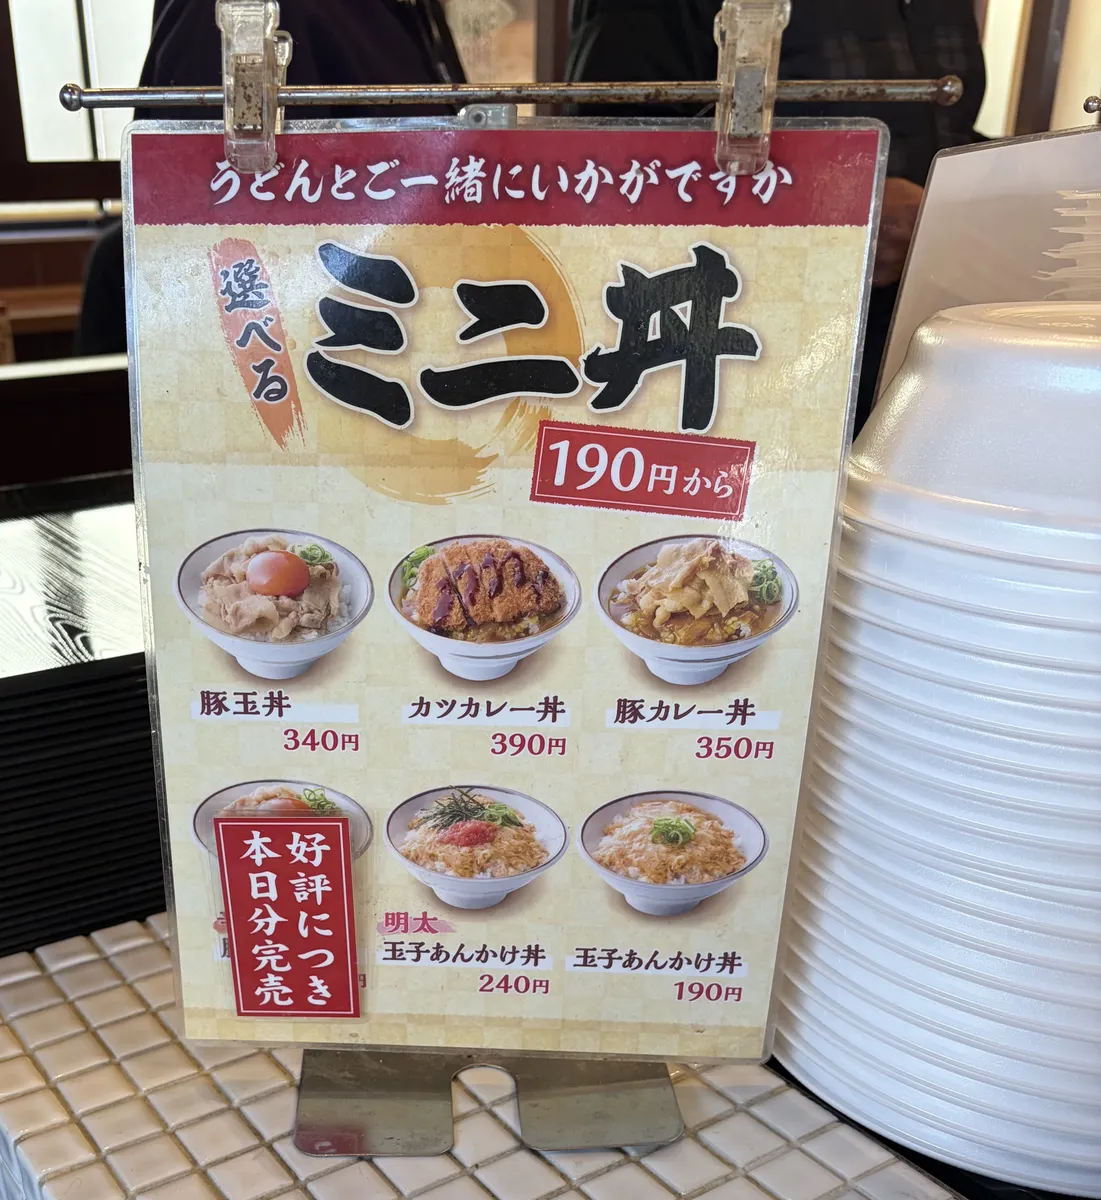 うどんとご一緒にいかがですか
選べる
ミニ丼
190円から
豚玉丼
340円
カツカレー丼
390円
豚カレー丼
350円
好評につき
本日分完売
明太
玉子あんかけ丼
240円
玉子あんかけ丼
190円